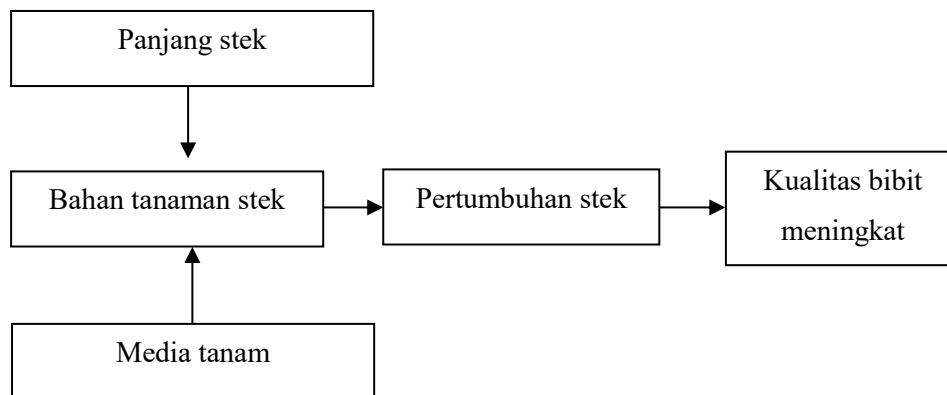 Panjang stek
Bahan tanaman stek
Pertumbuhan stek
Kualitas bibit
meningkat
Media tanam